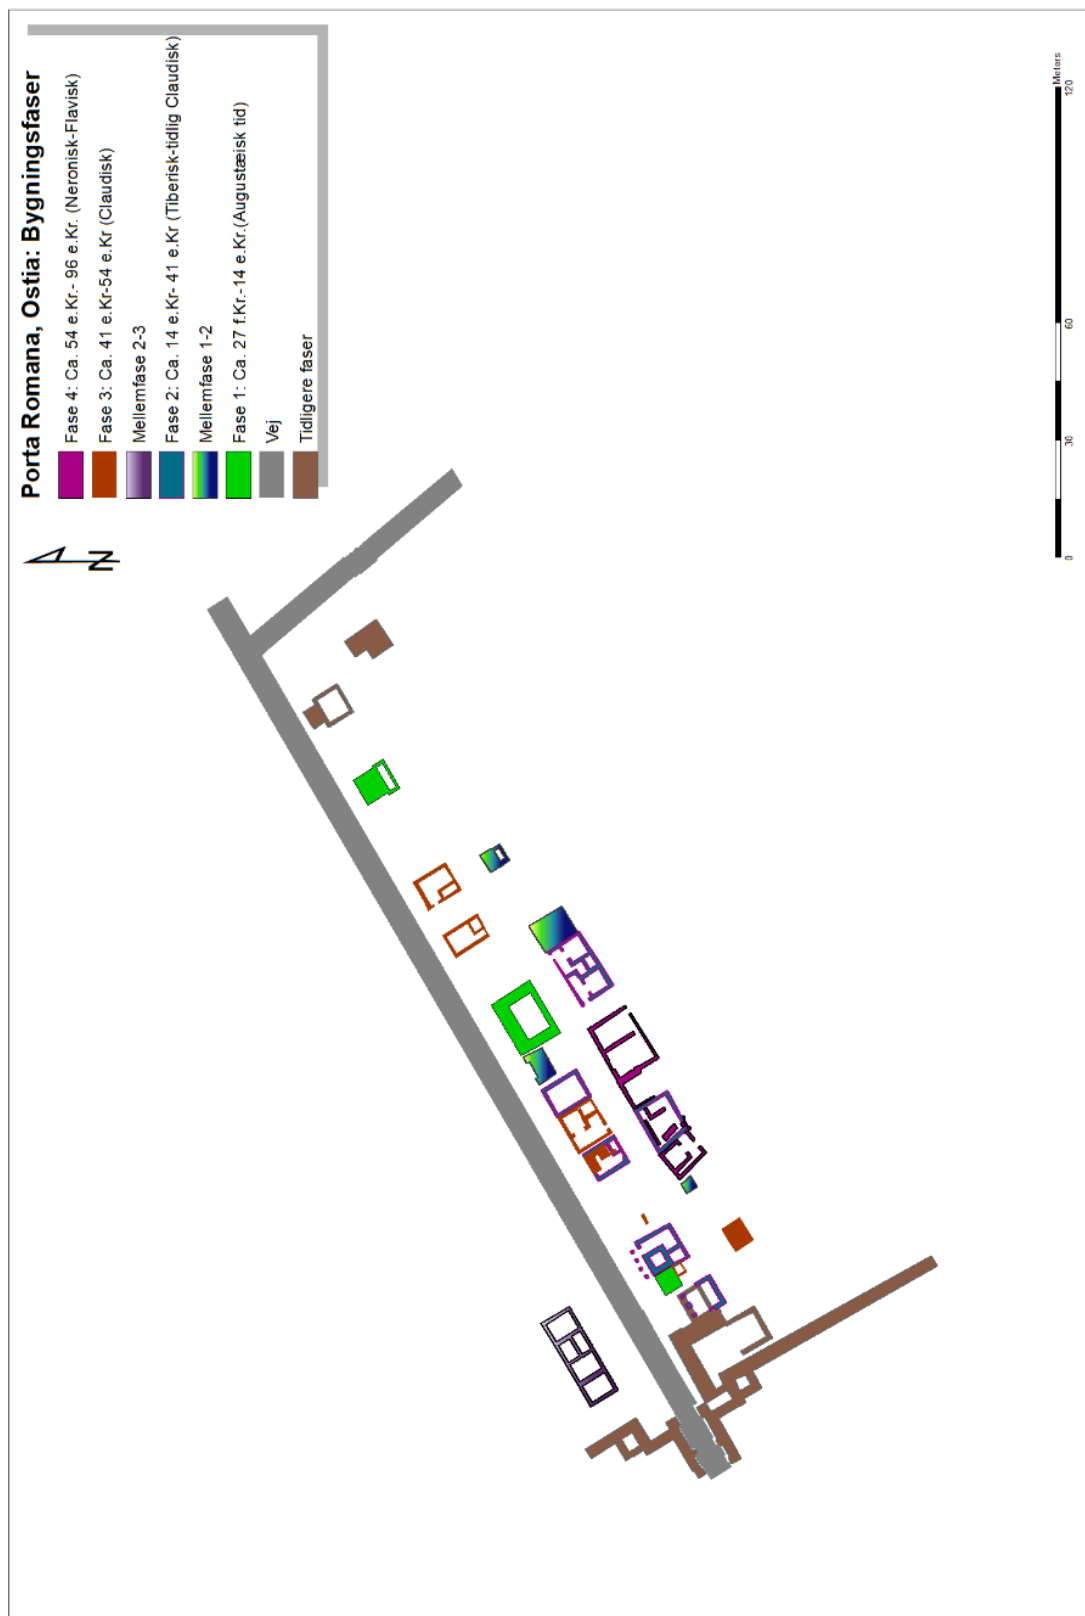 Porta Romana, Ostia: Bygningsfaser
Fase 4: Ca. 54 e.Kr.- 96 e.Kr. (Neronisk-Flavisk)
Fase 3: Ca. 41 e.Kr-54 e.Kr (Claudisk)
Mellemfase 2-3
Fase 2: Ca. 14 e.Kr- 41 e.Kr (Tiberisk-tidlig Claudisk)
Mellemfase 1-2
Fase 1: Ca. 27 f.Kr.-14 e.Kr.(Augustæisk tid)
Vej
Tidligere faser
N
Meters
0 30 60 120